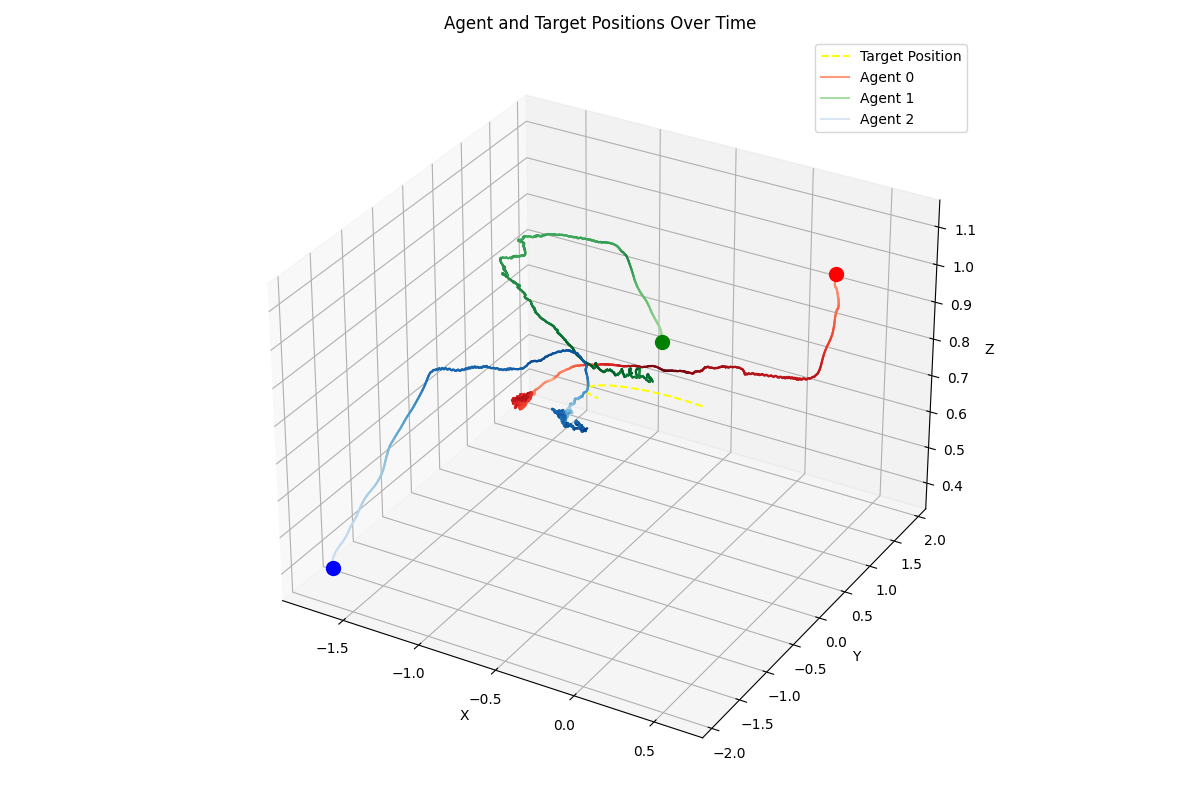 Agent and Target Positions Over Time
Target Position
Agent 0
Agent 1
Agent 2
1.1
1.0
0.9
0.8
0.7
0.6
0.5
0.4
Z
2.0
1.5
1.0
0.5
0.0
−0.5
−1.0
−1.5
−2.0
Y
−1.5
−1.0
−0.5
0.0
0.5
X